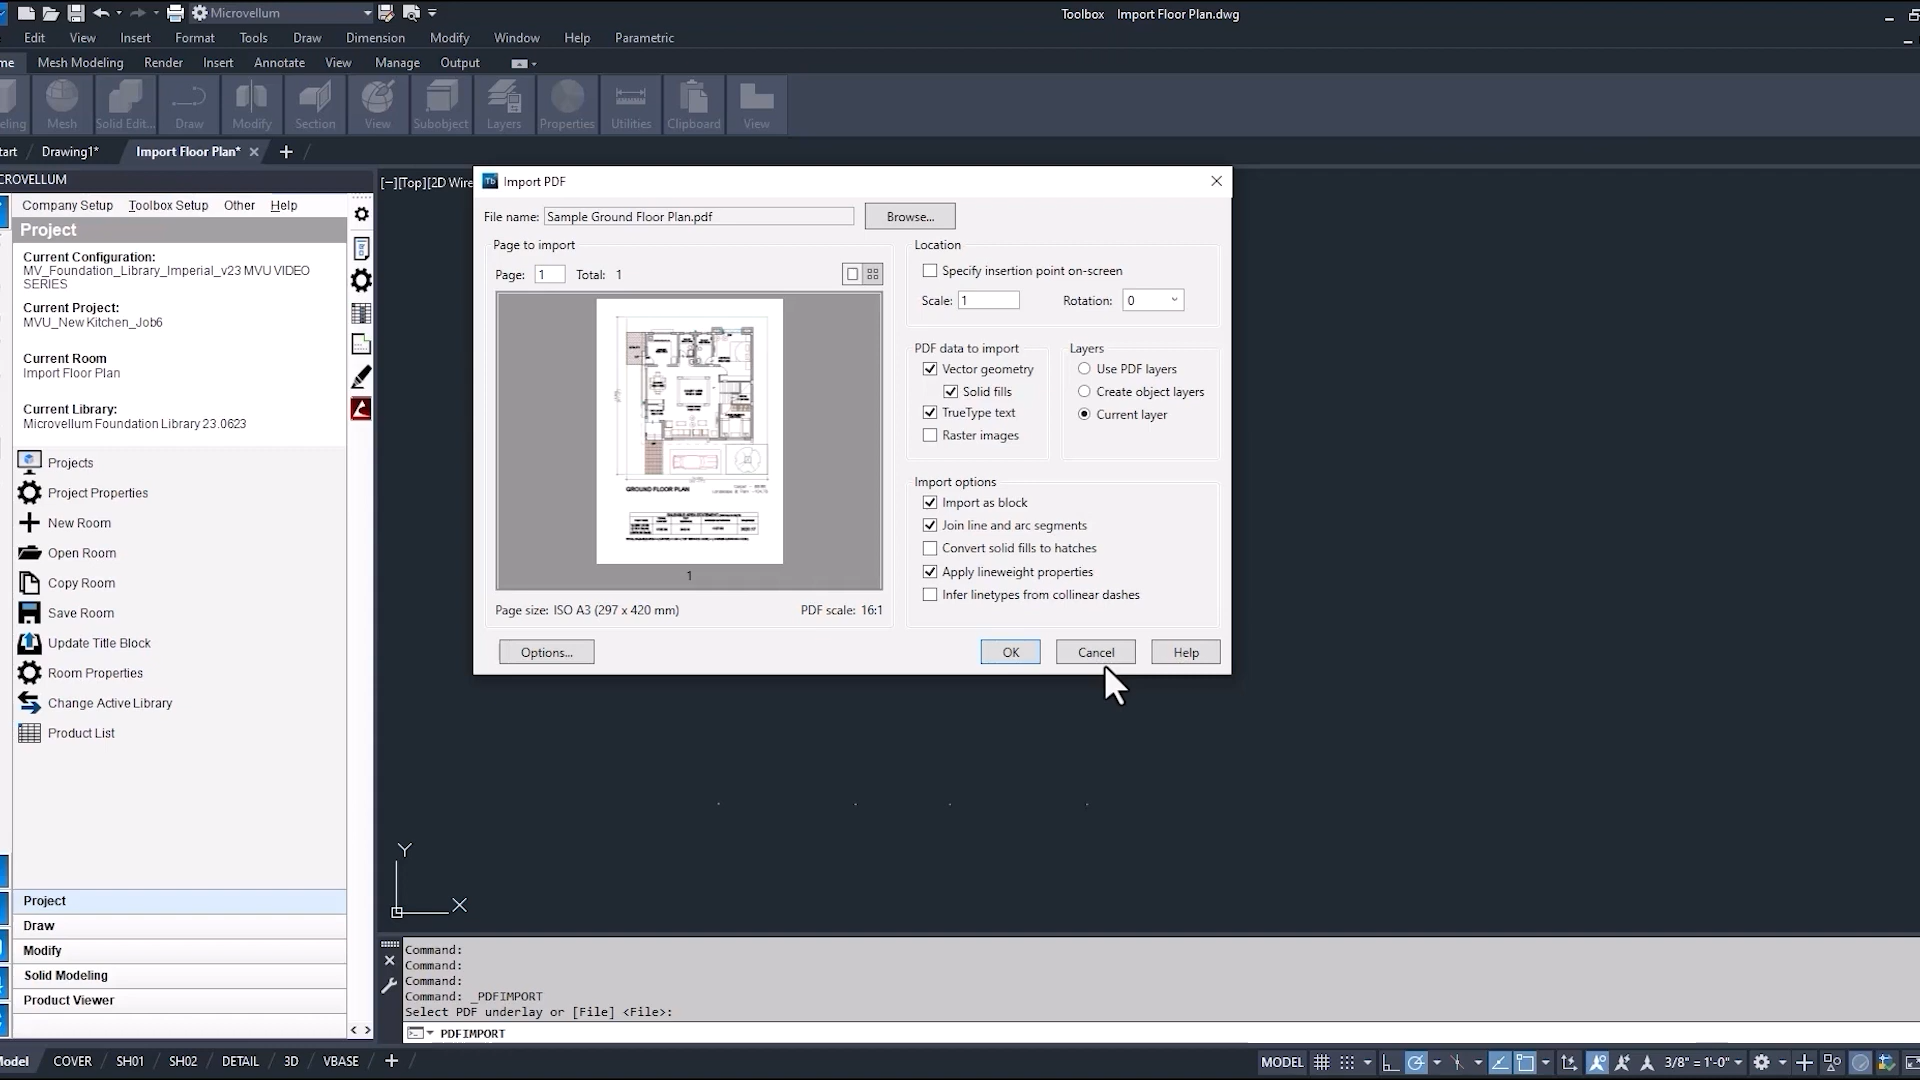 Microvellum
Toolbox Import Floor Plan.dwg
Edit View Insert Format Tools Draw Dimension Modify Window Help Parametric
me Mesh Modeling Render Insert Annotate View Manage Output
eling Mesh Solid Edit... Draw Modify Section View Subobject Layers Properties Utilities Clipboard View
tart Drawing1* Import Floor Plan*
CROVELLUM
[−][Top][2D Wire
Company Setup Toolbox Setup Other Help
Project
Current Configuration:
MV_Foundation_Library_Imperial_v23 MVU VIDEO
SERIES
Current Project:
MVU_New Kitchen_Job6
Current Room
Import Floor Plan
Current Library:
Microvellum Foundation Library 23.0623
Projects
Project Properties
New Room
Open Room
Copy Room
Save Room
Update Title Block
Room Properties
Change Active Library
Product List
Project
Draw
Modify
Solid Modeling
Product Viewer
Tb Import PDF
File name: Sample Ground Floor Plan.pdf Browse...
Page to import
Page: 1 Total: 1
GROUND FLOOR PLAN
1
Page size: ISO A3 (297 x 420 mm) PDF scale: 16:1
Location
Specify insertion point on-screen
Scale: 1 Rotation: 0
PDF data to import
Vector geometry
Solid fills
TrueType text
Raster images
Layers
Use PDF layers
Create object layers
Current layer
Import options
Import as block
Join line and arc segments
Convert solid fills to hatches
Apply lineweight properties
Infer linetypes from collinear dashes
Options... OK Cancel Help
Y
X
Command:
Command:
Command:
Command: _PDFIMPORT
Select PDF underlay or [File] <File>:
PDFIMPORT
Model COVER SH01 SH02 DETAIL 3D VBASE
MODEL 3/8" = 1'-0"